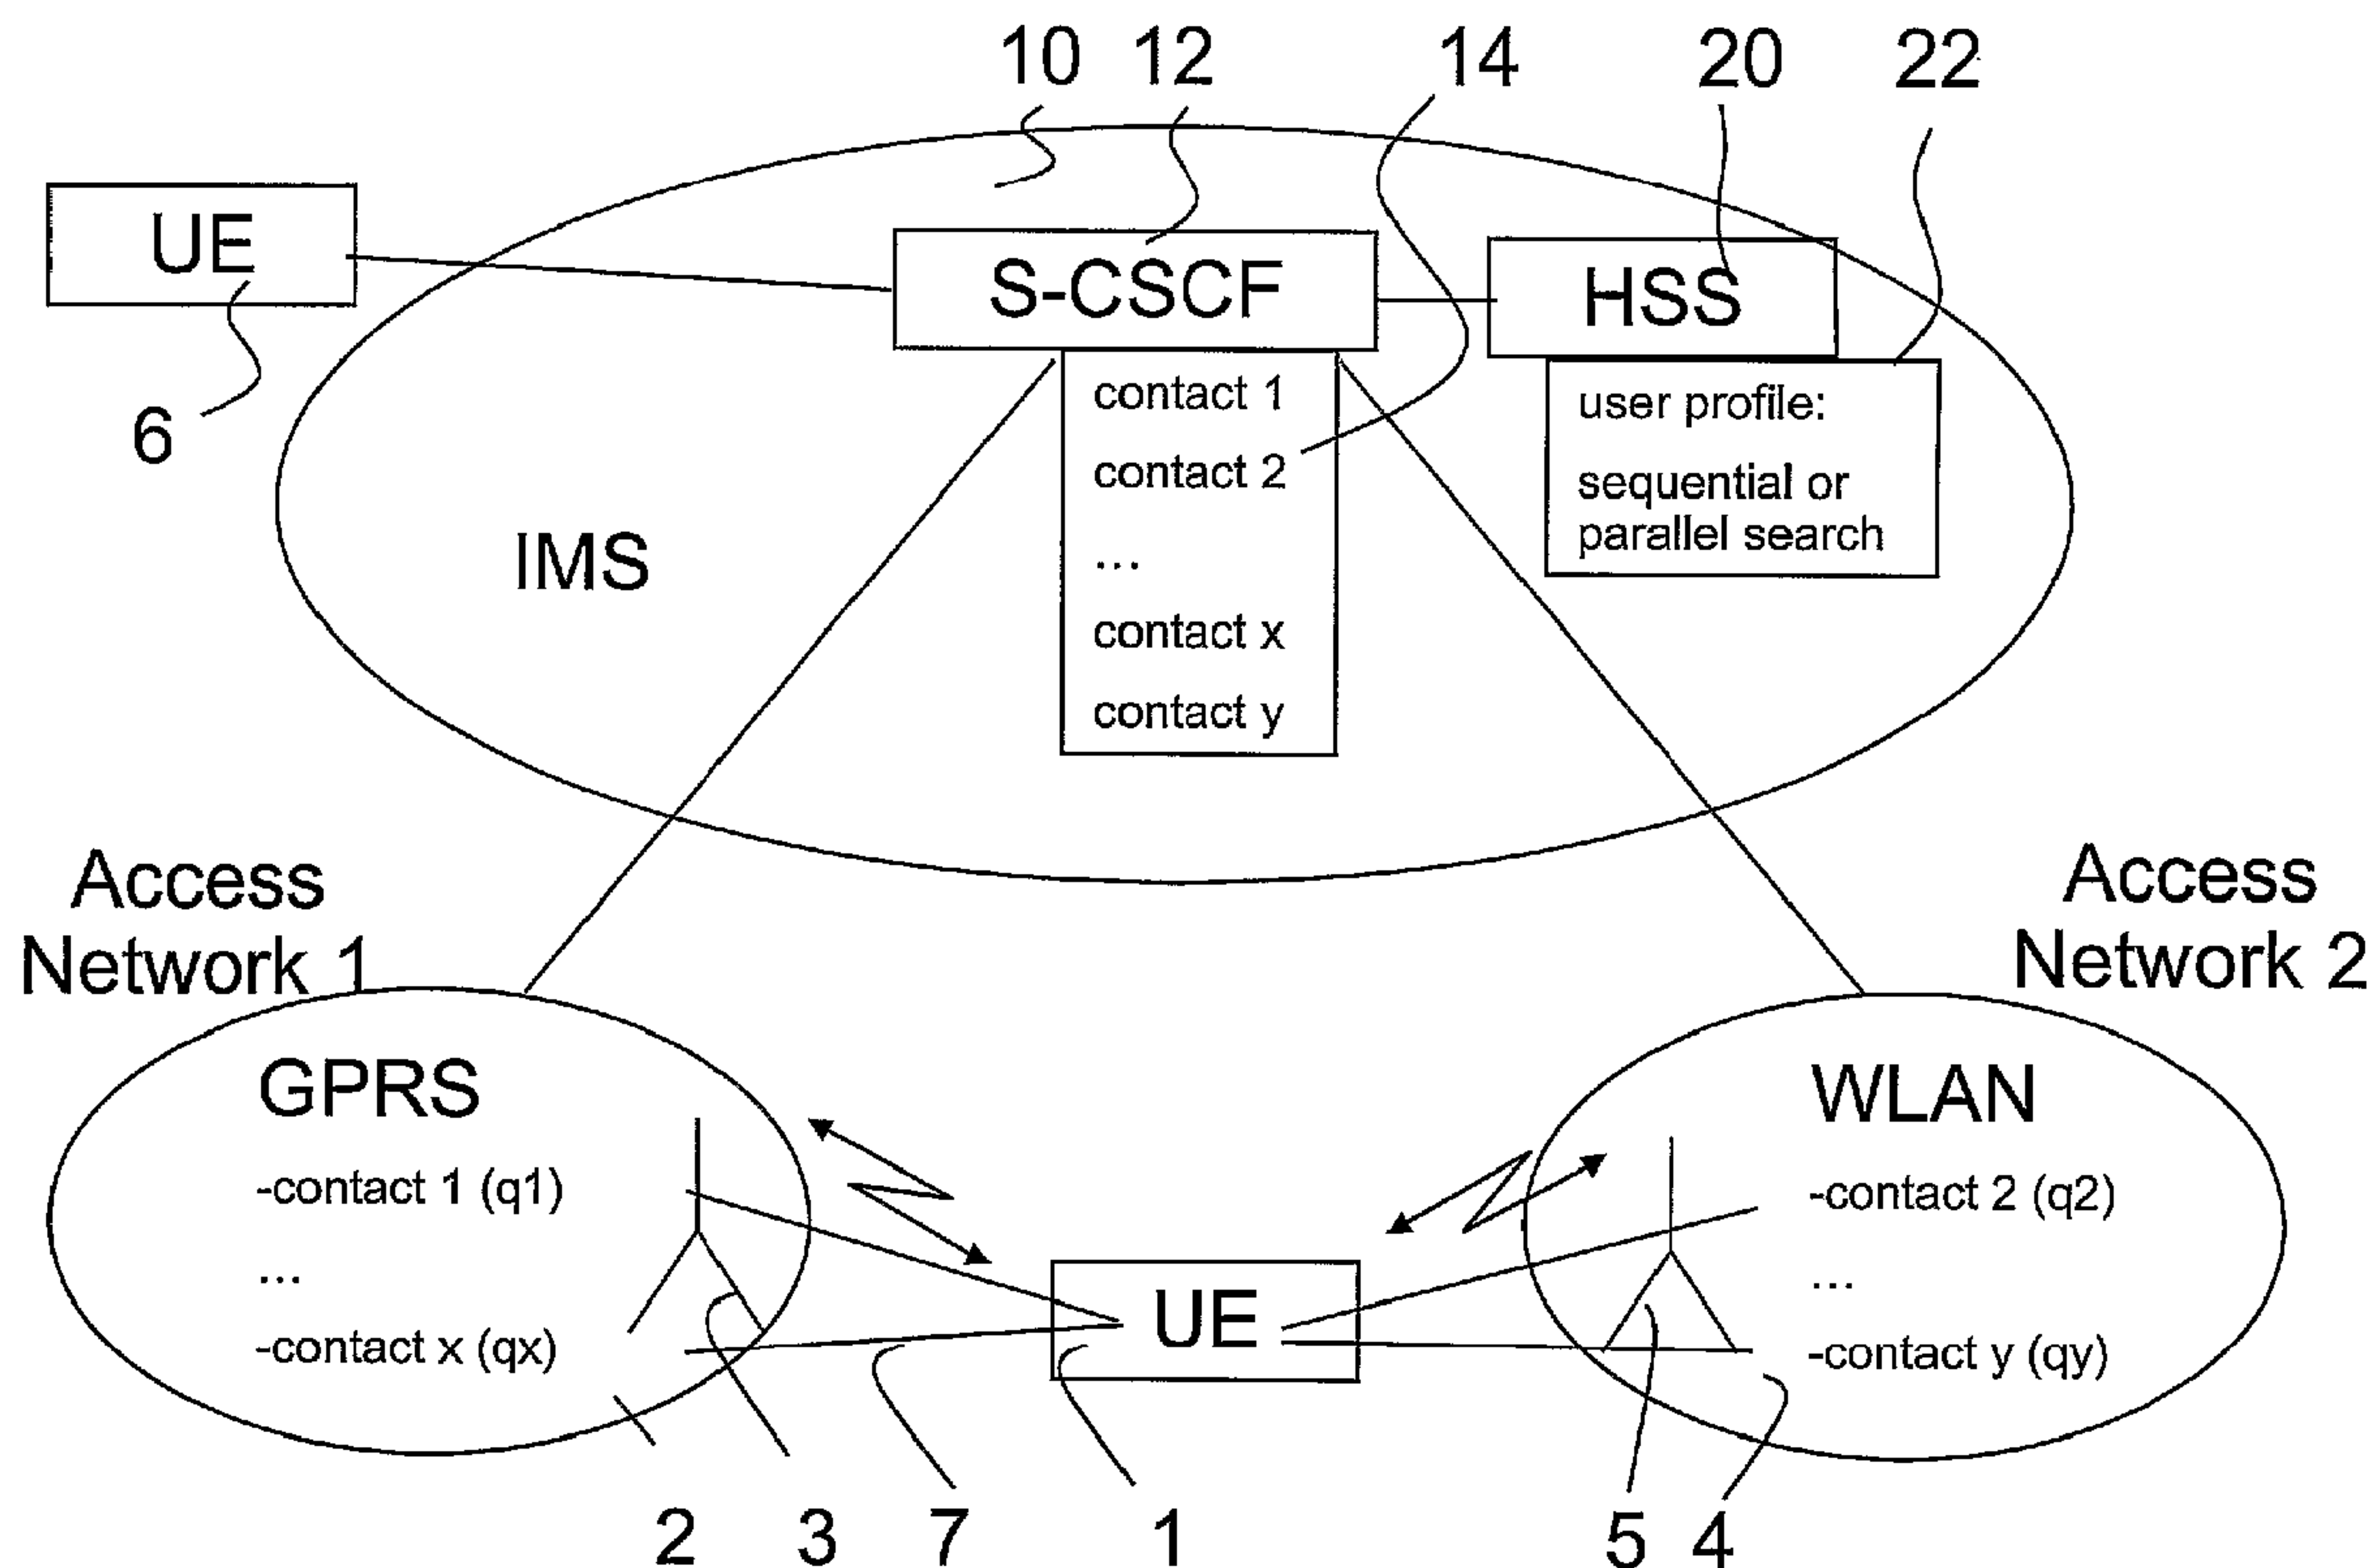 10 12 14 20 22
UE
S-CSCF
HSS
6
contact 1
contact 2
...
contact x
contact y
user profile:
sequential or
parallel search
IMS
Access
Network 1
Access
Network 2
GPRS
-contact 1 (q1)
...
-contact x (qx)
UE
WLAN
-contact 2 (q2)
...
-contact y (qy)
2 3 7 1 5 4